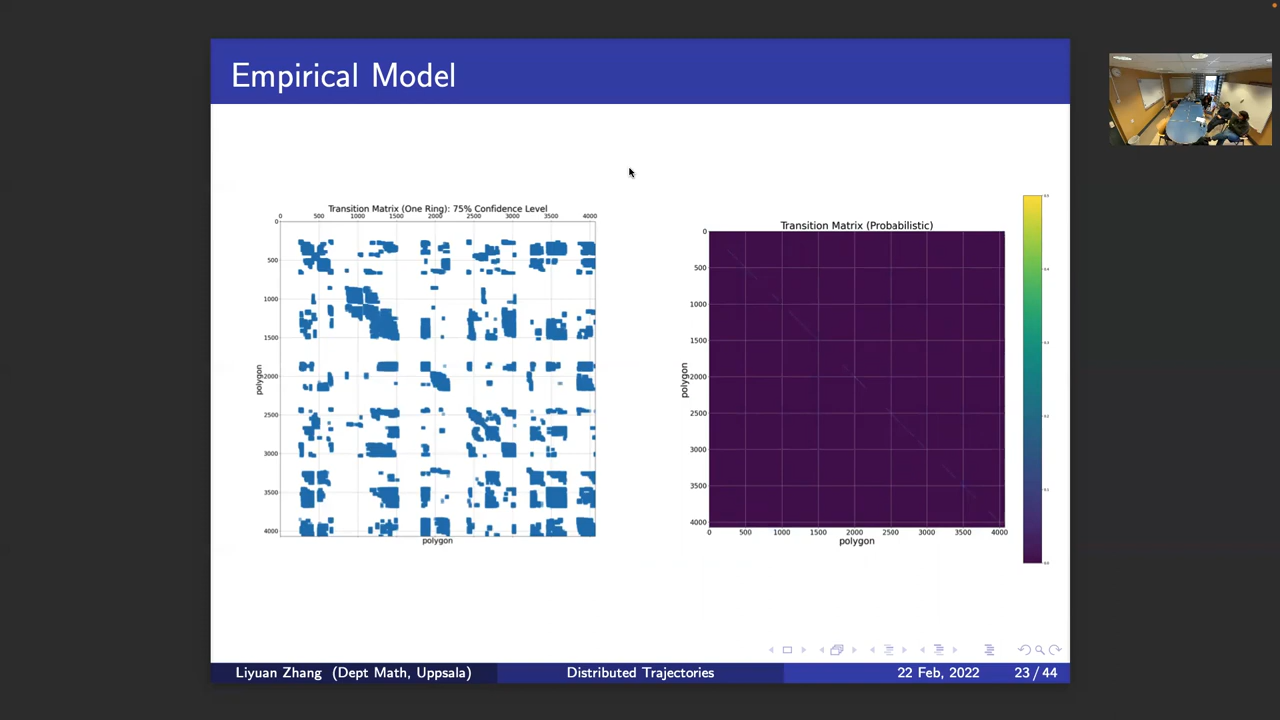 Empirical Model
Transition Matrix (One Ring): 75% Confidence Level
0 500 1000 1500 2000 2500 3000 3500 4000
0
500
1000
1500
2000
2500
3000
3500
4000
polygon
polygon
Transition Matrix (Probabilistic)
0
500
1000
1500
2000
2500
3000
3500
4000
polygon
0 500 1000 1500 2000 2500 3000 3500 4000
polygon
Liyuan Zhang (Dept Math, Uppsala) Distributed Trajectories 22 Feb, 2022 23 / 44